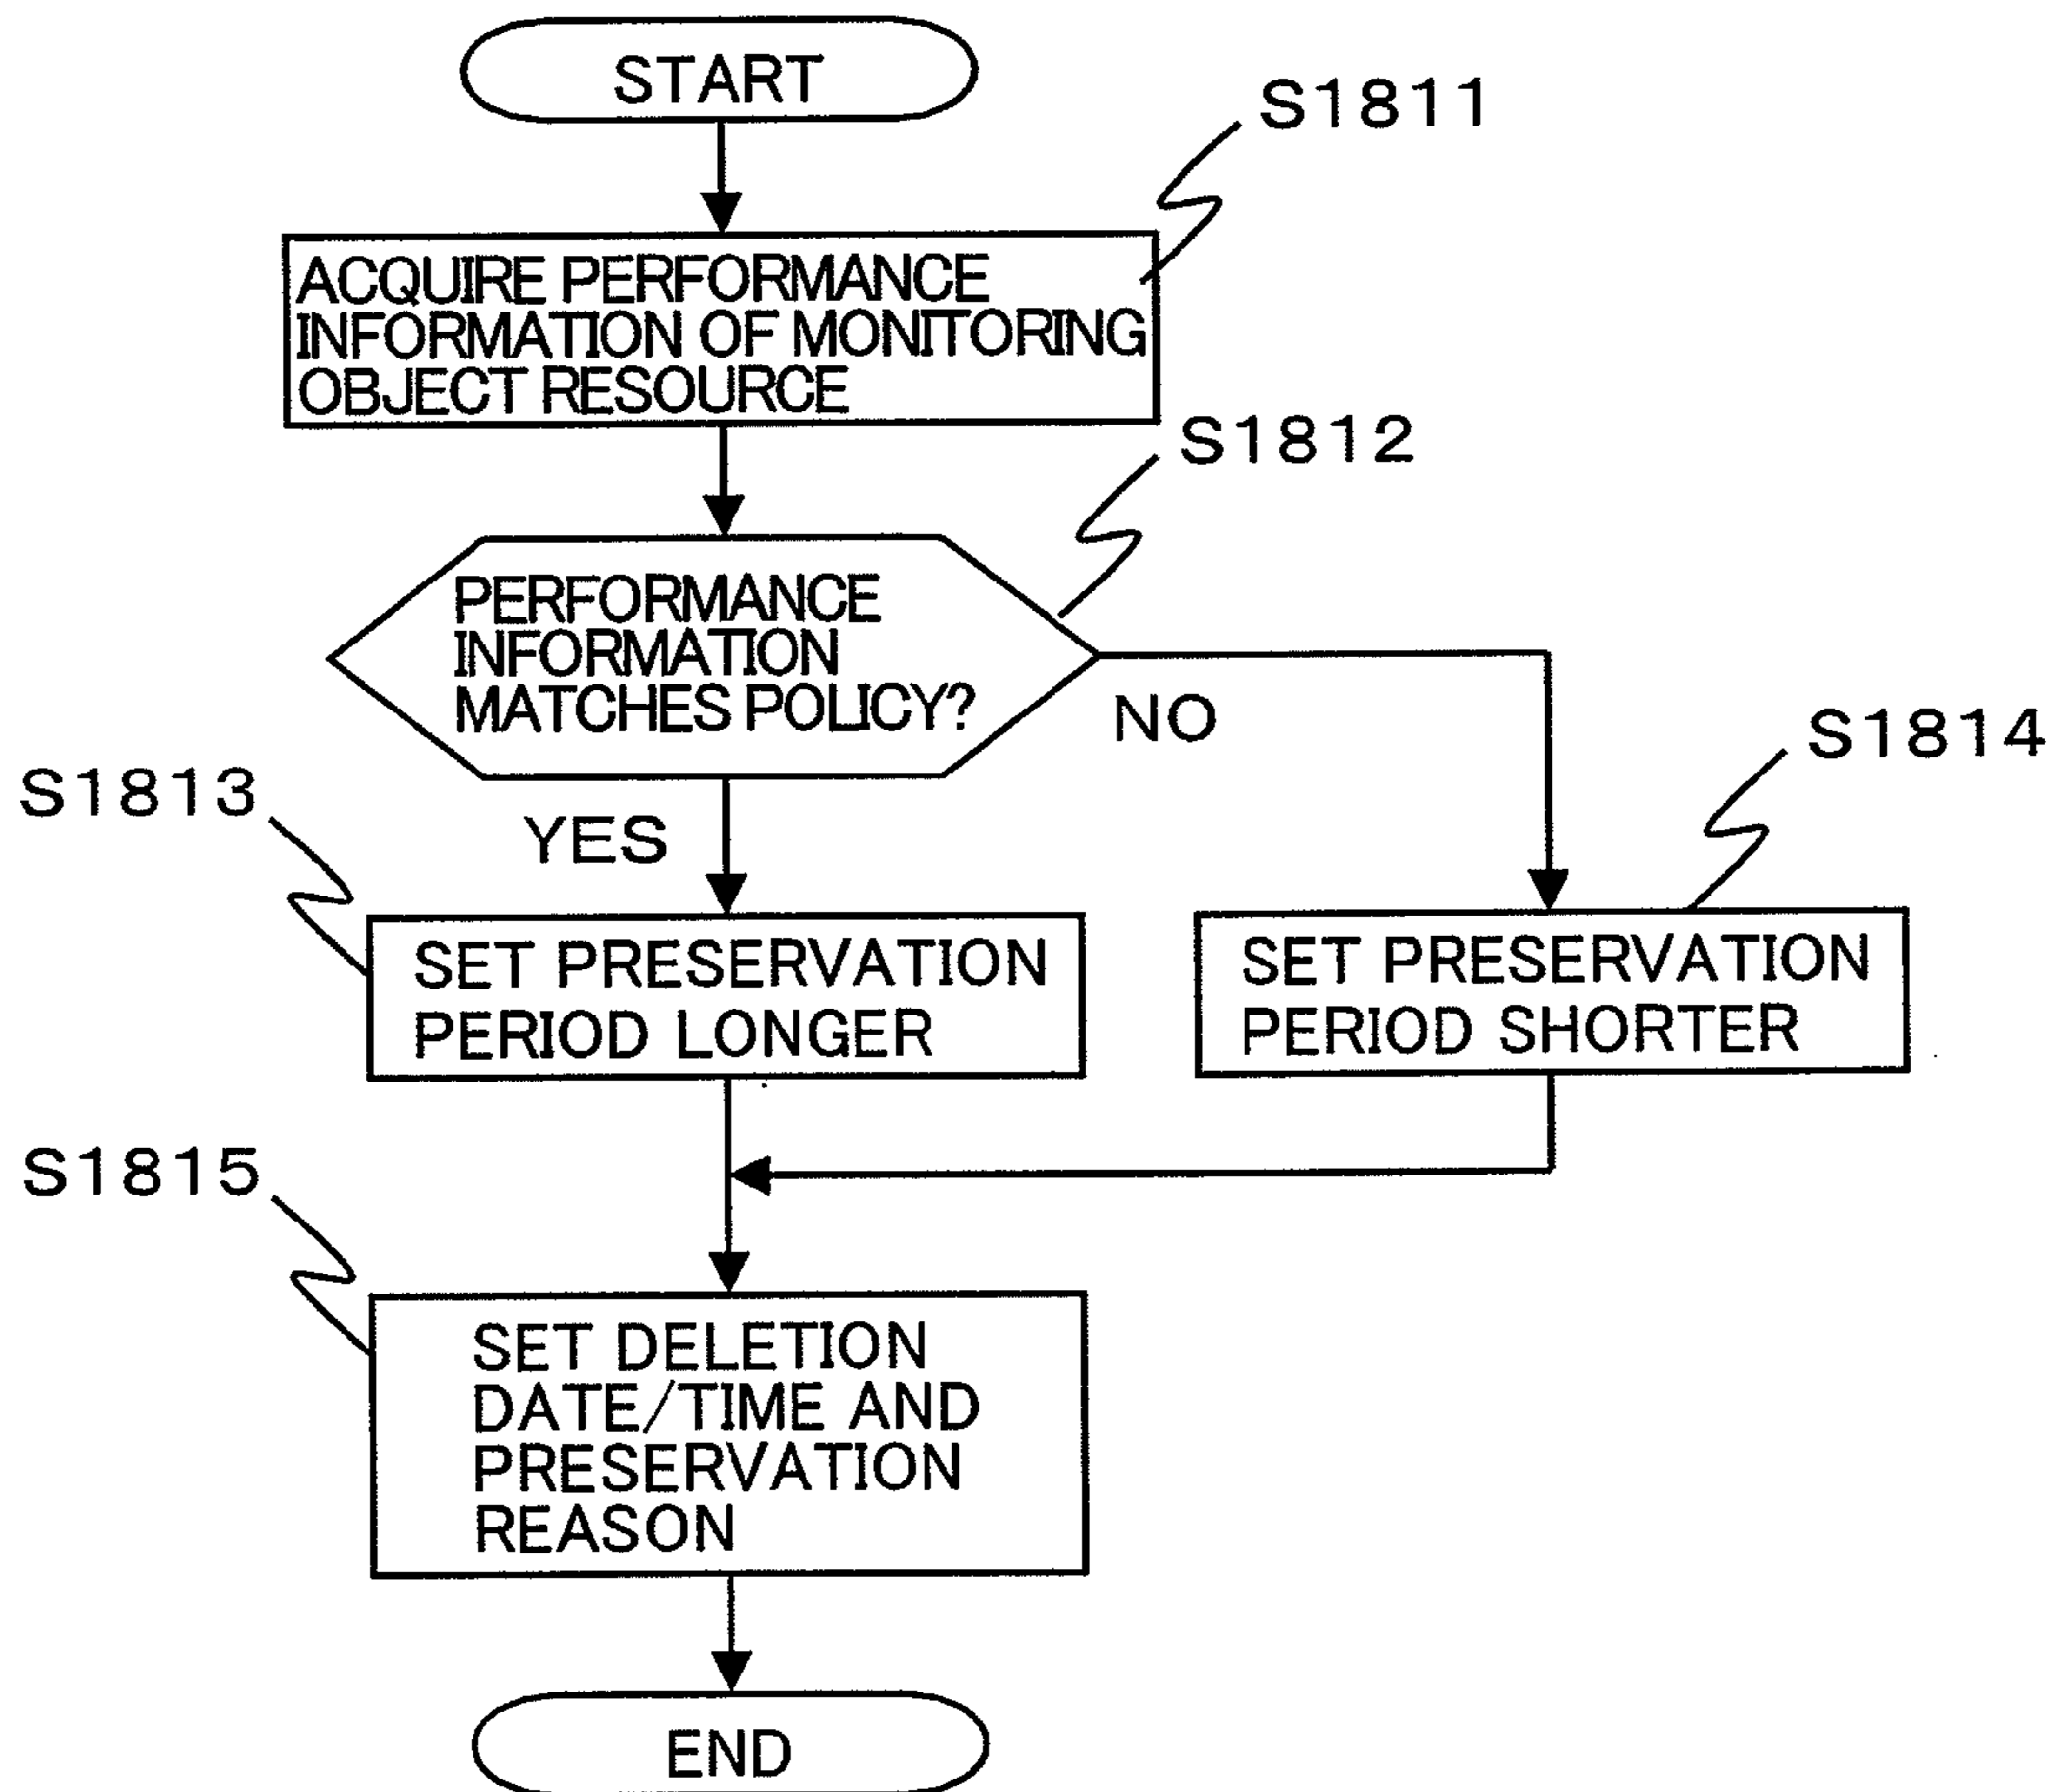 START
S1811
ACQUIRE PERFORMANCE
INFORMATION OF MONITORING
OBJECT RESOURCE
S1812
PERFORMANCE
INFORMATION
MATCHES POLICY?
NO
S1814
S1813
YES
SET PRESERVATION
PERIOD LONGER
SET PRESERVATION
PERIOD SHORTER
S1815
SET DELETION
DATE/TIME AND
PRESERVATION
REASON
END